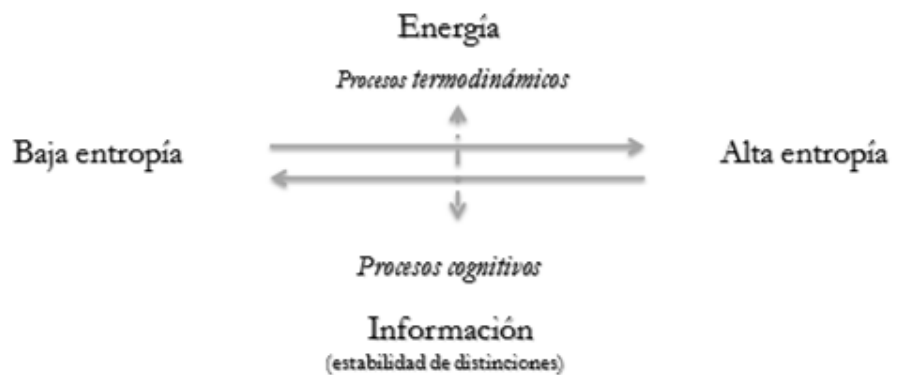 Energía
Procesos termodinámicos
Baja entropía
Alta entropía
Procesos cognitivos
Información
(estabilidad de distinciones)